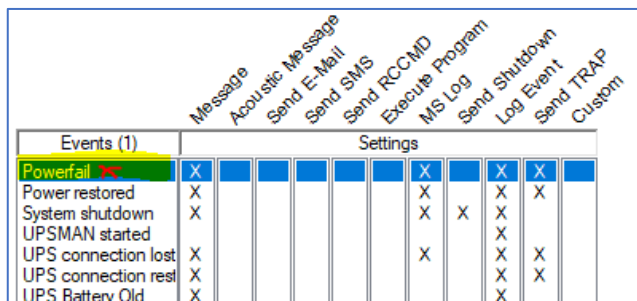 Message
Acoustic Message
Send E-Mail
Send SMS
Send RCCMD
Execute Program
MS Log
Send Shutdown
Log Event
Send TRAP
Custom
Events (1) Settings
Powerfail X X X X
Power restored X X X X
System shutdown X X X X
UPSMAN started X
UPS connection lost X X X X
UPS connection rest X X X
UPS Battery Old X X